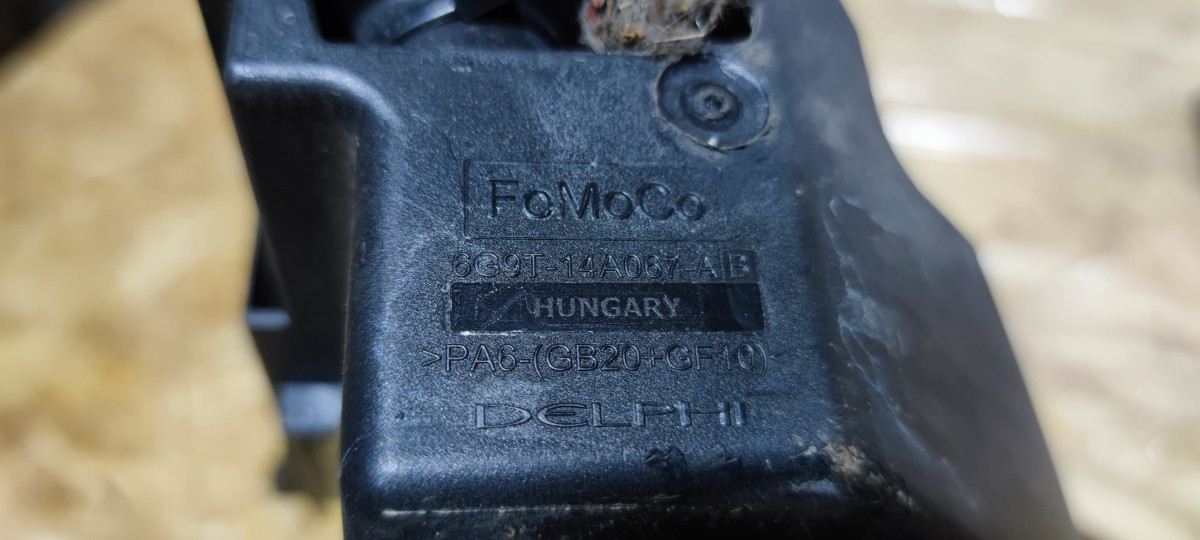 FoMoCo
6G9T-14A067-AB
HUNGARY
>PA6-(GB20+GF10)<
DELPHI